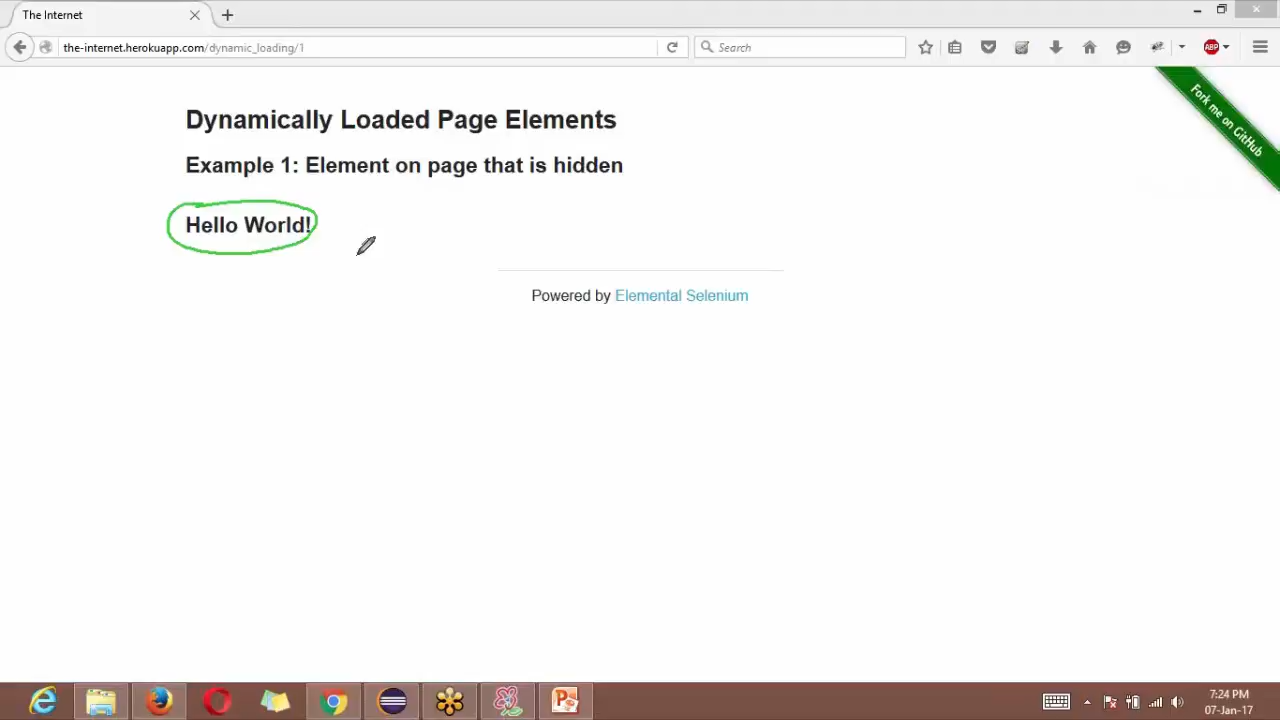 The Internet
the-internet.herokuapp.com/dynamic_loading/1
Search
ABP
Fork me on GitHub
Dynamically Loaded Page Elements
Example 1: Element on page that is hidden
Hello World!
Powered by Elemental Selenium
7:24 PM
07-Jan-17